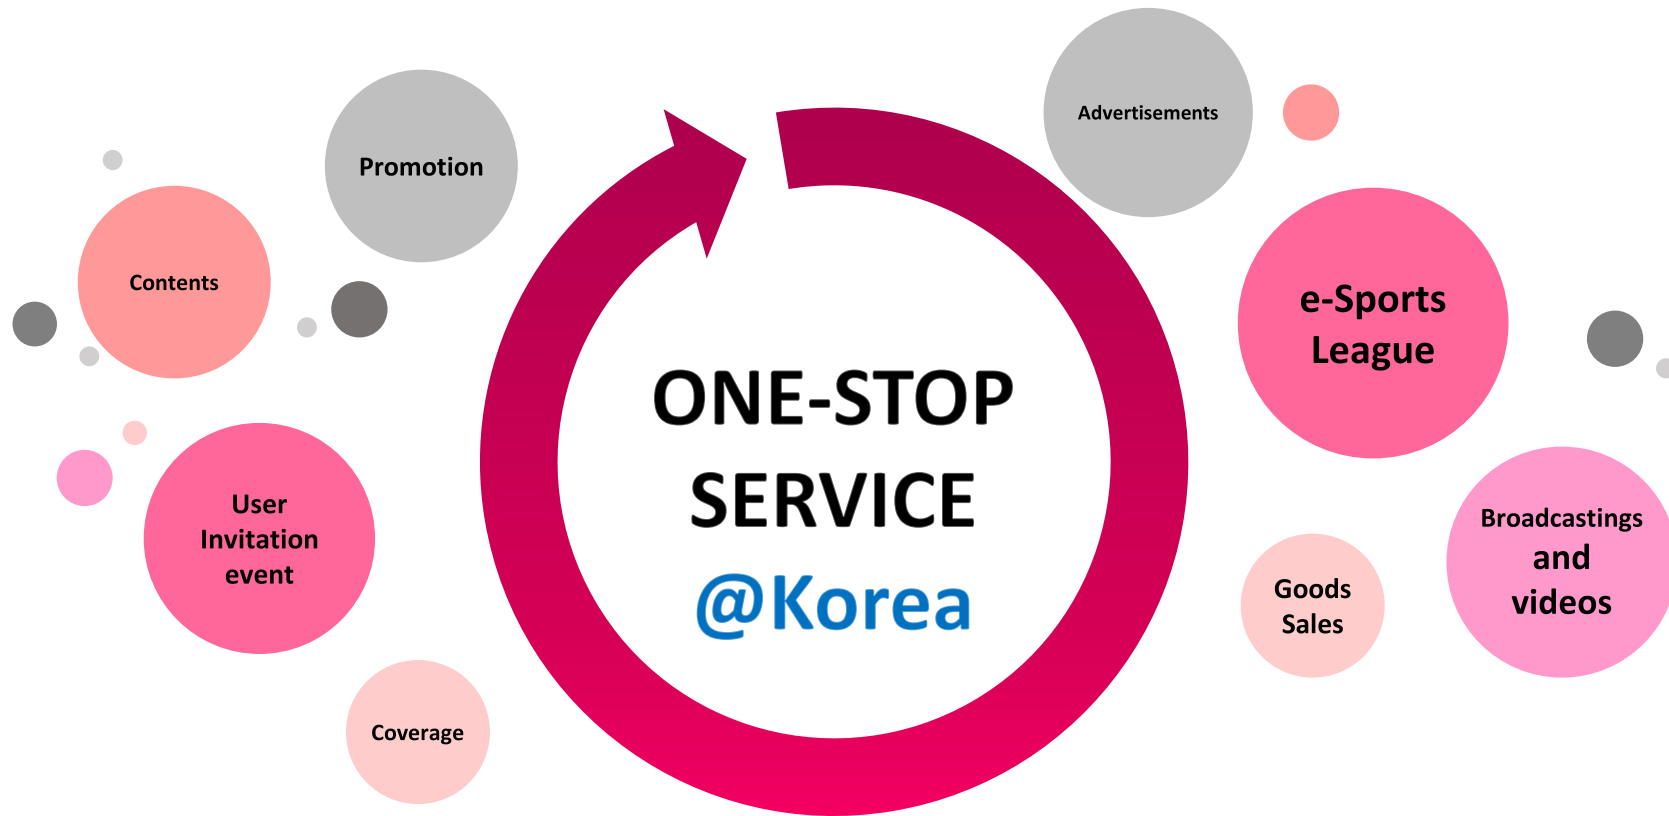 Advertisements
Promotion
Contents
e-Sports
League
ONE-STOP
SERVICE
@Korea
User
Invitation
event
Broadcastings
and
videos
Goods
Sales
Coverage